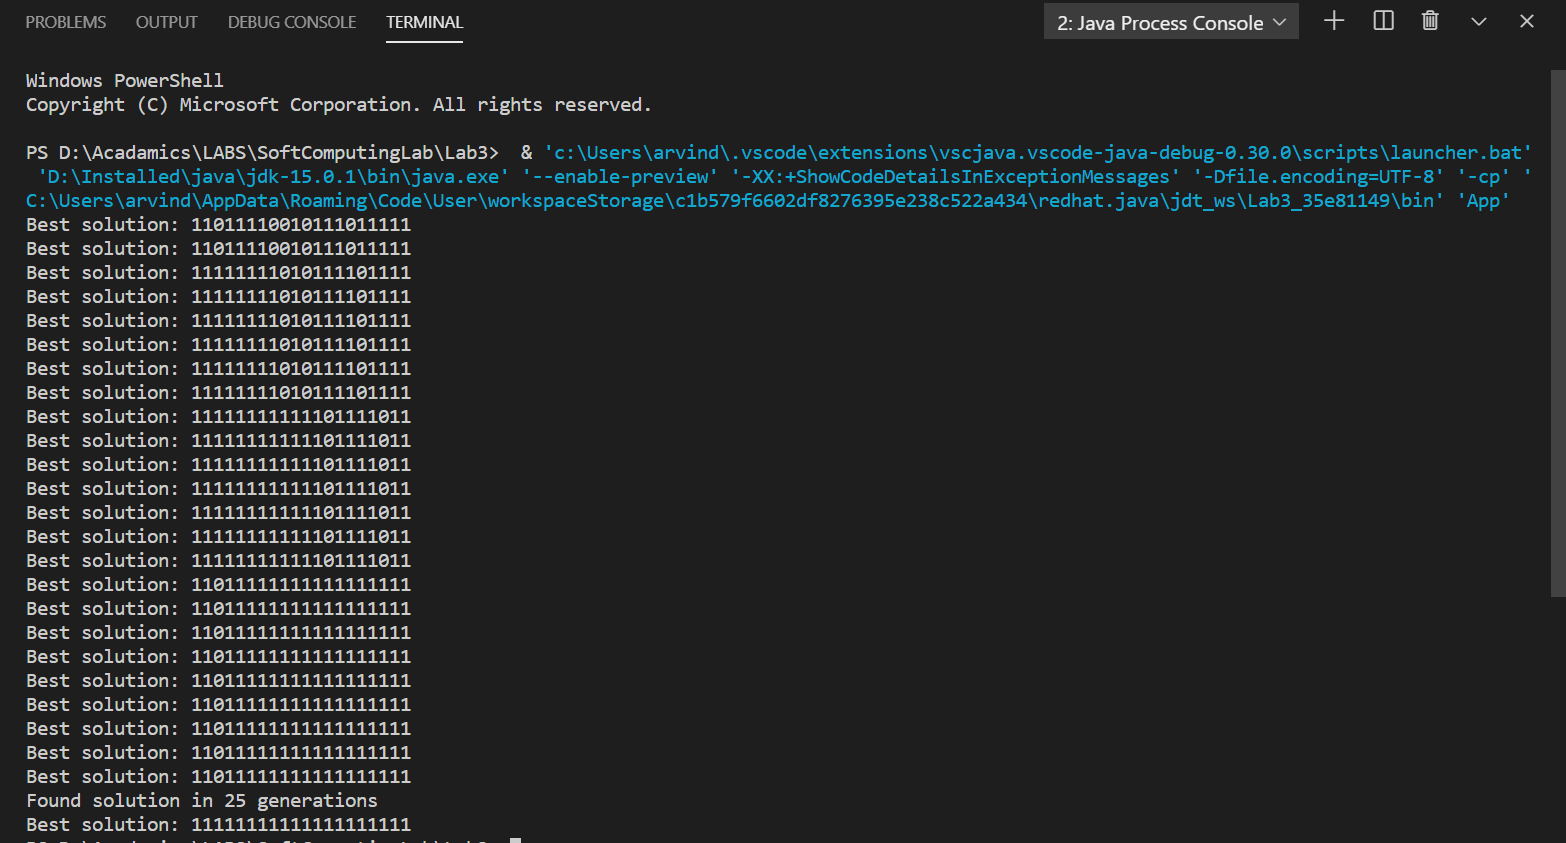 PROBLEMS OUTPUT DEBUG CONSOLE TERMINAL 2: Java Process Console
Windows PowerShell
Copyright (C) Microsoft Corporation. All rights reserved.
PS D:\Acadamics\LABS\SoftComputingLab\Lab3>  & 'c:\Users\arvind\.vscode\extensions\vscjava.vscode-java-debug-0.30.0\scripts\launcher.bat'
'D:\Installed\java\jdk-15.0.1\bin\java.exe' '--enable-preview' '-XX:+ShowCodeDetailsInExceptionMessages' '-Dfile.encoding=UTF-8' '-cp' '
C:\Users\arvind\AppData\Roaming\Code\User\workspaceStorage\c1b579f6602df8276395e238c522a434\redhat.java\jdt_ws\Lab3_35e81149\bin' 'App'
Best solution: 11011110010111011111
Best solution: 11011110010111011111
Best solution: 11111111010111101111
Best solution: 11111111010111101111
Best solution: 11111111010111101111
Best solution: 11111111010111101111
Best solution: 11111111010111101111
Best solution: 11111111010111101111
Best solution: 11111111111101111011
Best solution: 11111111111101111011
Best solution: 11111111111101111011
Best solution: 11111111111101111011
Best solution: 11111111111101111011
Best solution: 11111111111101111011
Best solution: 11111111111101111011
Best solution: 11011111111111111111
Best solution: 11011111111111111111
Best solution: 11011111111111111111
Best solution: 11011111111111111111
Best solution: 11011111111111111111
Best solution: 11011111111111111111
Best solution: 11011111111111111111
Best solution: 11011111111111111111
Best solution: 11011111111111111111
Found solution in 25 generations
Best solution: 11111111111111111111